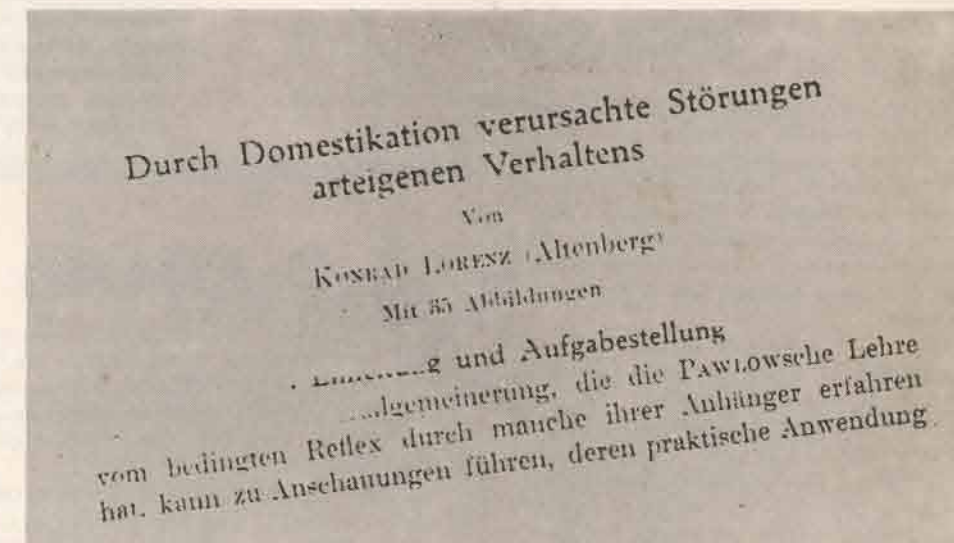 Durch Domestikation verursachte Störungen
arteigenen Verhaltens
Von
KONRAD LORENZ (Altenberg)
Mit 35 Abbildungen
g und Aufgabestellung
lgemeinerung, die die PAWLOWsche Lehre
vom bedingten Reflex durch manche ihrer Anhänger erfahren
hat, kann zu Anschauungen führen, deren praktische Anwendung